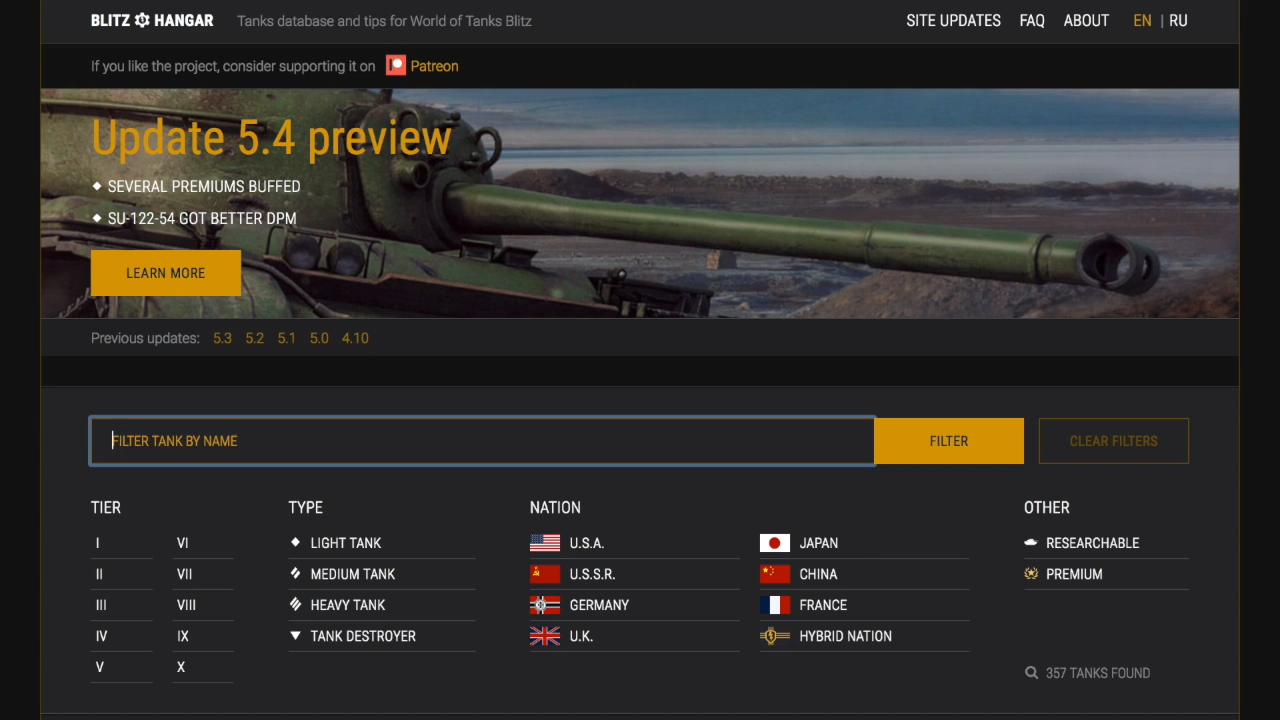 BLITZ HANGAR Tanks database and tips for World of Tanks Blitz SITE UPDATES FAQ ABOUT EN | RU
If you like the project, consider supporting it on Patreon
Update 5.4 preview
SEVERAL PREMIUMS BUFFED
SU-122-54 GOT BETTER DPM
LEARN MORE
Previous updates: 5.3 5.2 5.1 5.0 4.10
FILTER TANK BY NAME FILTER CLEAR FILTERS
TIER TYPE NATION OTHER
I VI LIGHT TANK U.S.A. JAPAN RESEARCHABLE
II VII MEDIUM TANK U.S.S.R. CHINA PREMIUM
III VIII HEAVY TANK GERMANY FRANCE
IV IX TANK DESTROYER U.K. HYBRID NATION
V X
357 TANKS FOUND